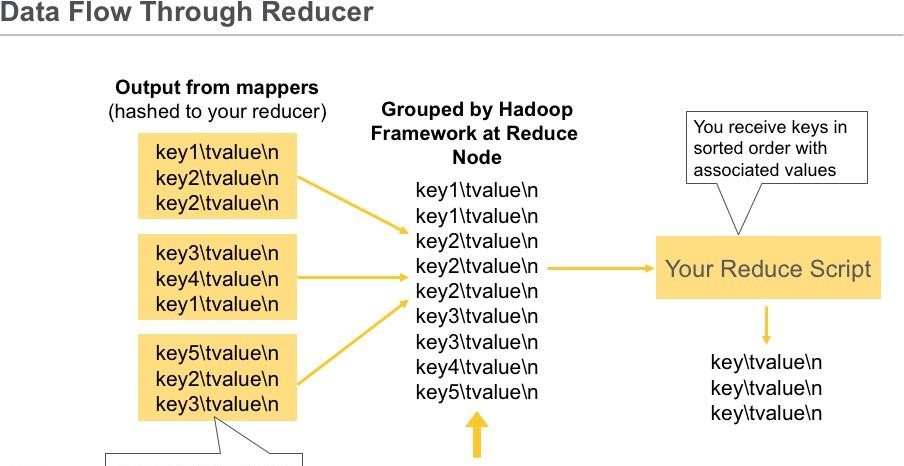 Data Flow Through Reducer
Output from mappers
(hashed to your reducer)
key1\tvalue\n
key2\tvalue\n
key2\tvalue\n
key3\tvalue\n
key4\tvalue\n
key1\tvalue\n
key5\tvalue\n
key2\tvalue\n
key3\tvalue\n
Grouped by Hadoop
Framework at Reduce
Node
key1\tvalue\n
key1\tvalue\n
key2\tvalue\n
key2\tvalue\n
key2\tvalue\n
key3\tvalue\n
key3\tvalue\n
key4\tvalue\n
key5\tvalue\n
You receive keys in
sorted order with
associated values
Your Reduce Script
key\tvalue\n
key\tvalue\n
key\tvalue\n